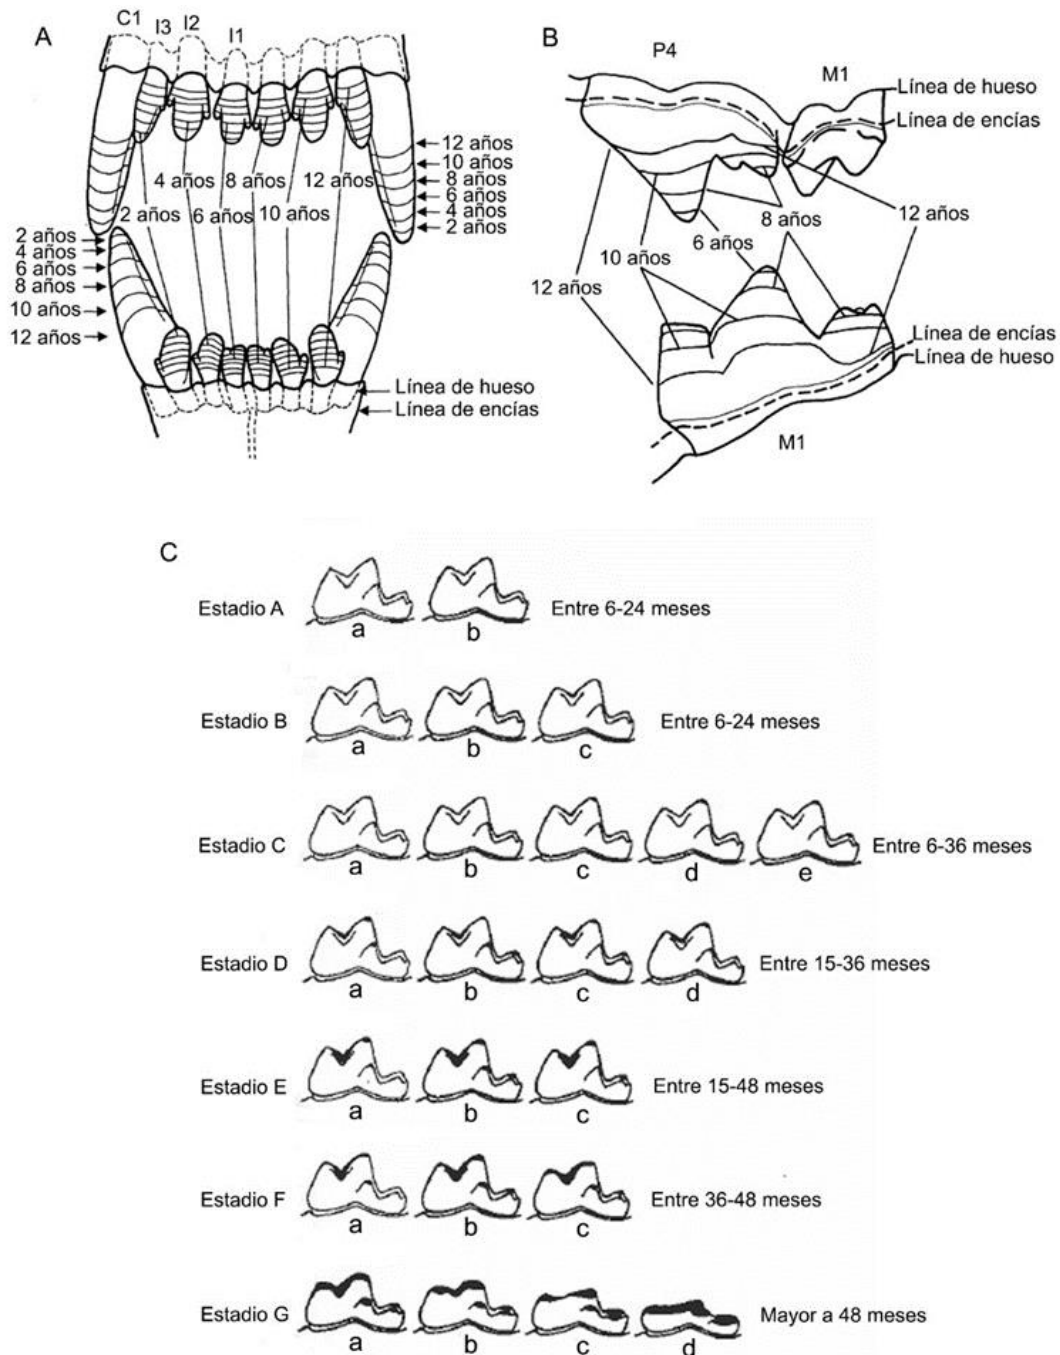 A
C1 I3 I2 I1
12 años
10 años
8 años
6 años
4 años
2 años
4 años 8 años 12 años
2 años 6 años 10 años
2 años
4 años
6 años
8 años
10 años
12 años
Línea de hueso
Línea de encías
B
P4
M1
Línea de hueso
Línea de encías
8 años
12 años
6 años
10 años
12 años
Línea de encías
Línea de hueso
M1
C
Estadio A a b Entre 6-24 meses
Estadio B a b c Entre 6-24 meses
Estadio C a b c d e Entre 6-36 meses
Estadio D a b c d Entre 15-36 meses
Estadio E a b c Entre 15-48 meses
Estadio F a b c Entre 36-48 meses
Estadio G a b c d Mayor a 48 meses